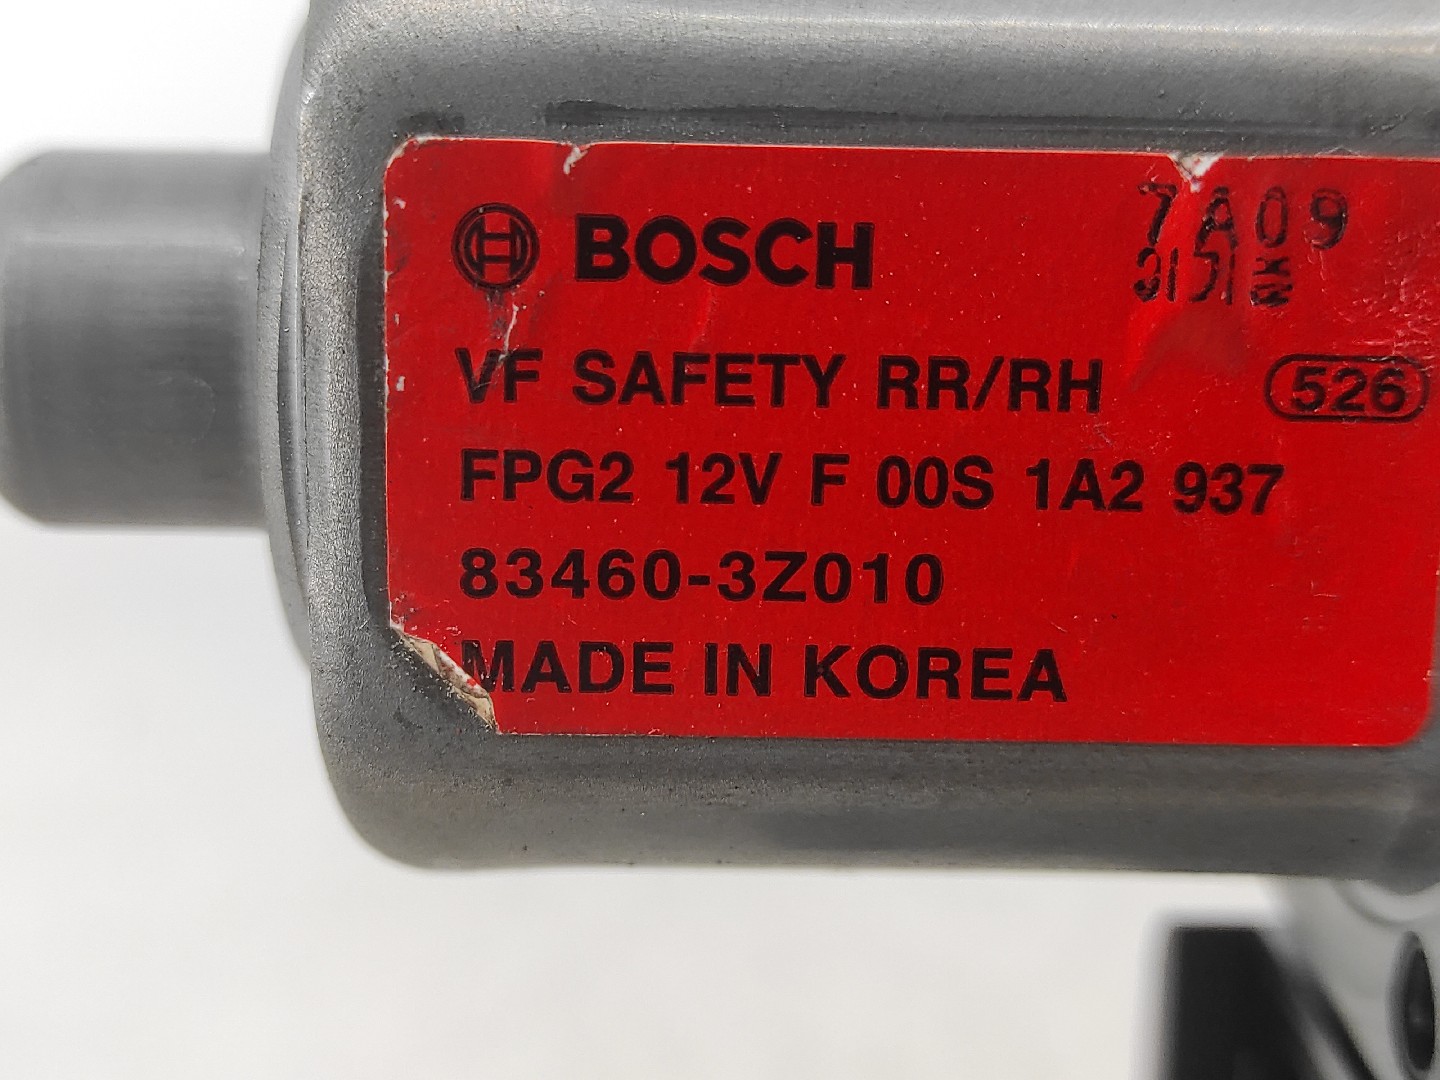 BOSCH
7A09
VF SAFETY RR/RH
526
FPG2 12V F 00S 1A2 937
83460-3Z010
MADE IN KOREA